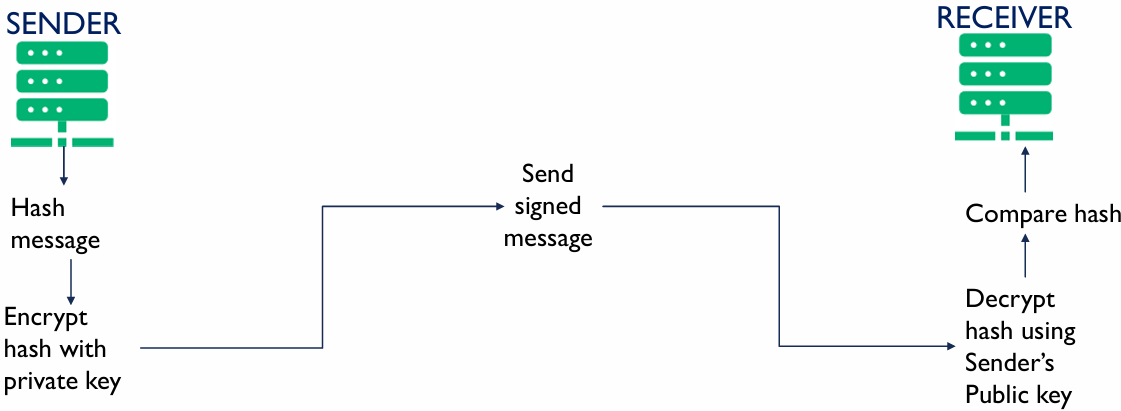 SENDER
RECEIVER
Hash
message
Encrypt
hash with
private key
Send
signed
message
Compare hash
Decrypt
hash using
Sender's
Public key